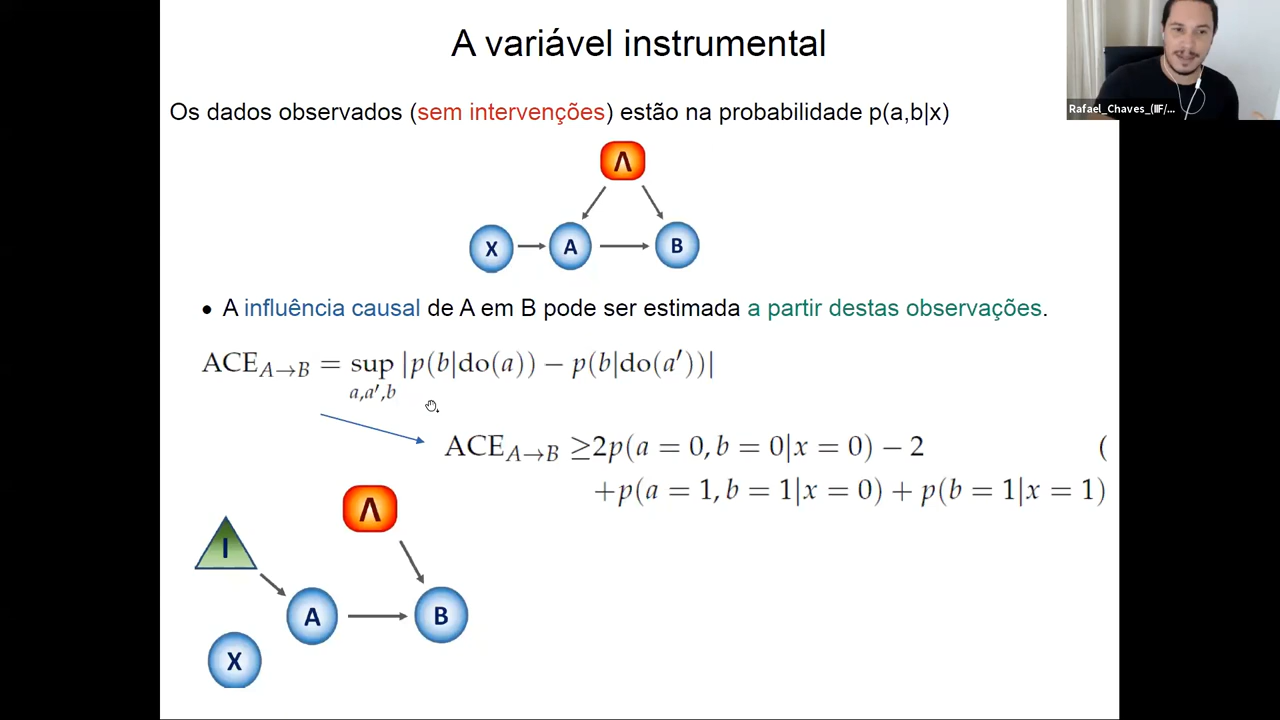 A variável instrumental
Rafael_Chaves_(IIF/...
Os dados observados (sem intervenções) estão na probabilidade p(a,b|x)
Λ
X A B
• A influência causal de A em B pode ser estimada a partir destas observações.
ACE_{A→B} = sup_{a,a′,b} |p(b|do(a)) − p(b|do(a′))|
ACE_{A→B} ≥2p(a = 0, b = 0|x = 0) − 2 (
+p(a = 1, b = 1|x = 0) + p(b = 1|x = 1)
Λ
I
A B
X